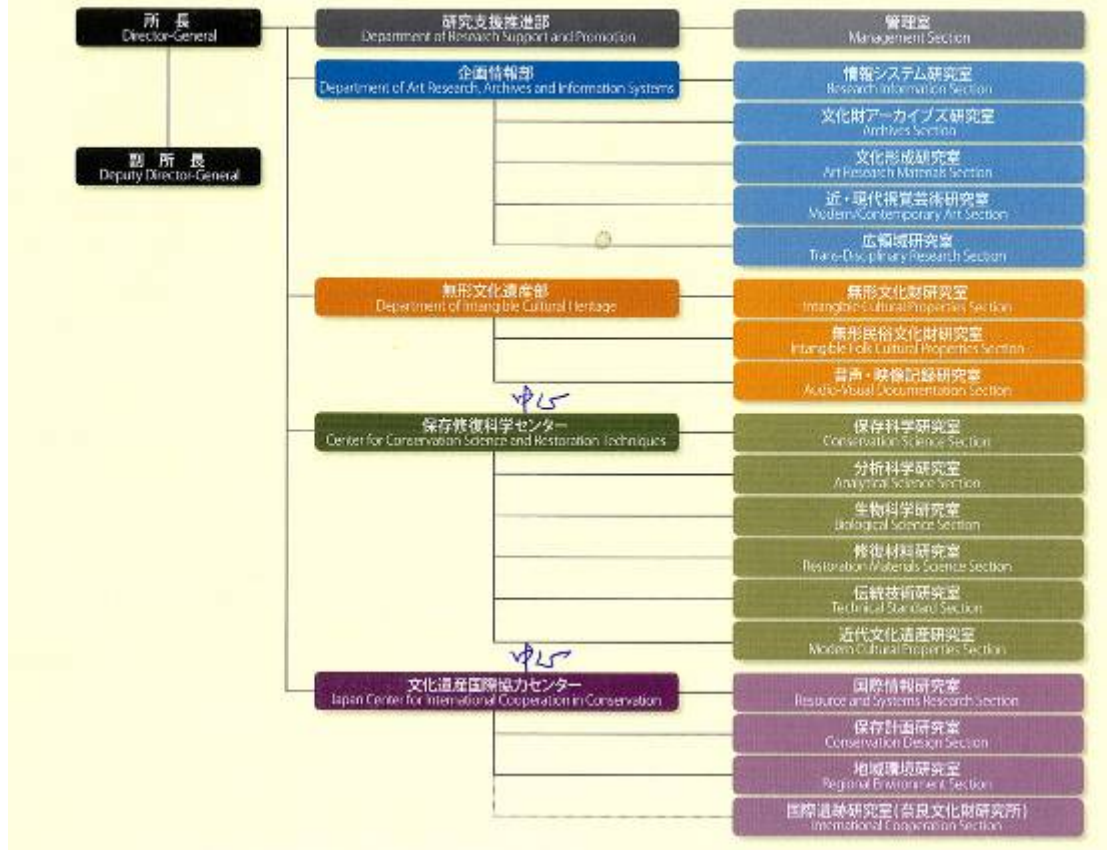 所 長
Director-General
副 所 長
Deputy Director-General
研究支援推進部
Department of Research Support and Promotion
管理室
Management Section
企画情報部
Department of Art Research, Archives and Information Systems
情報システム研究室
Research Information Section
文化財アーカイブズ研究室
Archives Section
文化形成研究室
Art Research Materials Section
近・現代視覚芸術研究室
Modern/Contemporary Art Section
広領域研究室
Trans-Disciplinary Research Section
無形文化遺産部
Department of Intangible Cultural Heritage
無形文化財研究室
Intangible Cultural Properties Section
無形民俗文化財研究室
Intangible Folk Cultural Properties Section
音声・映像記録研究室
Audio-Visual Documentation Section
中心
保存修復科学センター
Center for Conservation Science and Restoration Techniques
保存科学研究室
Conservation Science Section
分析科学研究室
Analytical Science Section
生物科学研究室
Biological Science Section
修復材料研究室
Restoration Materials Science Section
伝統技術研究室
Technical Standard Section
近代文化遺産研究室
Modern Cultural Properties Section
中心
文化遺産国際協力センター
Japan Center for International Cooperation in Conservation
国際情報研究室
Resource and Systems Research Section
保存計画研究室
Conservation Design Section
地域環境研究室
Regional Environment Section
国際遺跡研究室(奈良文化財研究所)
International Cooperation Section